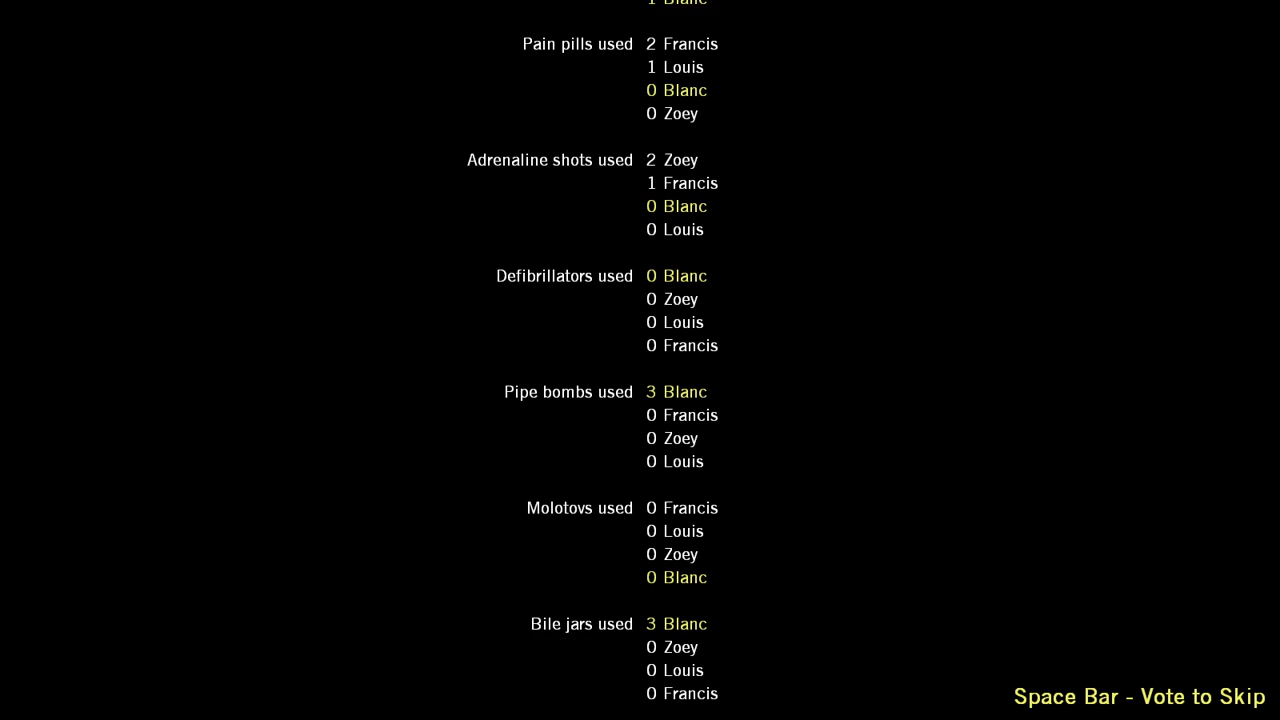 1 Blanc
Pain pills used 2 Francis
1 Louis
0 Blanc
0 Zoey
Adrenaline shots used 2 Zoey
1 Francis
0 Blanc
0 Louis
Defibrillators used 0 Blanc
0 Zoey
0 Louis
0 Francis
Pipe bombs used 3 Blanc
0 Francis
0 Zoey
0 Louis
Molotovs used 0 Francis
0 Louis
0 Zoey
0 Blanc
Bile jars used 3 Blanc
0 Zoey
0 Louis
0 Francis
Space Bar - Vote to Skip